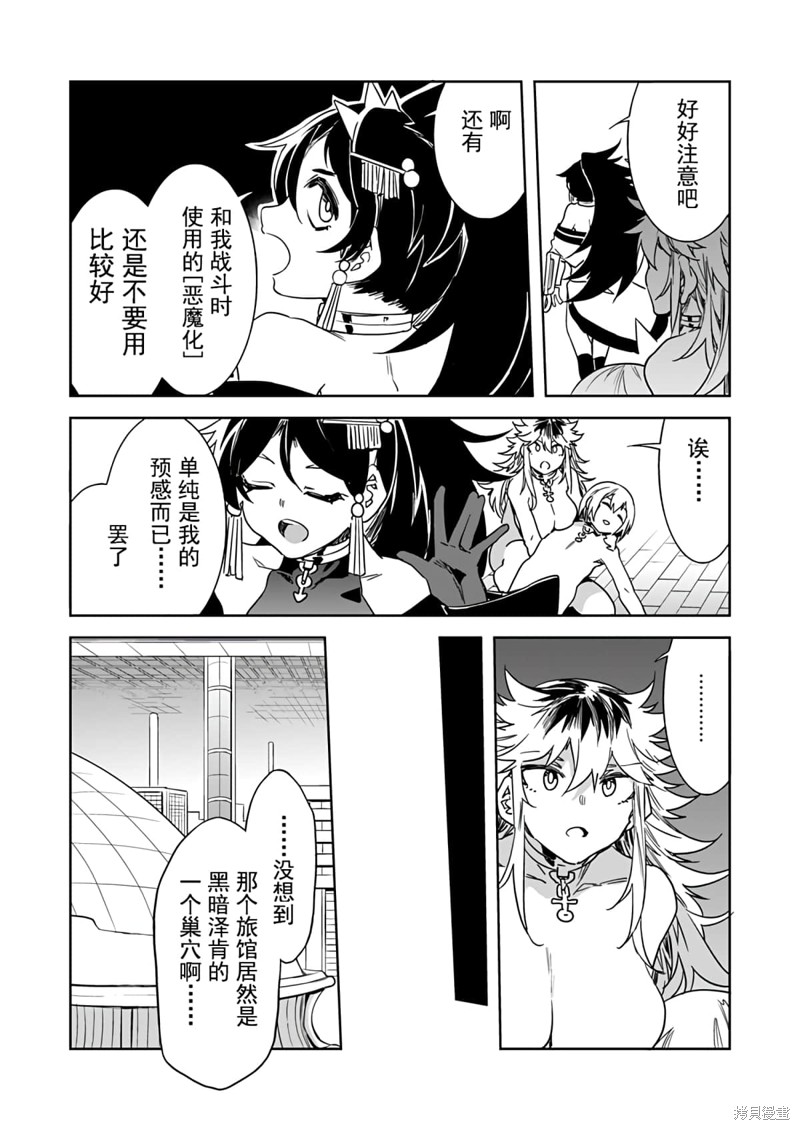 好好注意吧
啊
还有
和我战斗时
使用的[恶魔化]
还是不要用
比较好
诶……
单纯是我的
预感而已……
罢了
………
……没想到
那个旅馆居然是
黑暗泽肯的
一个巢穴啊……
拷贝漫畫